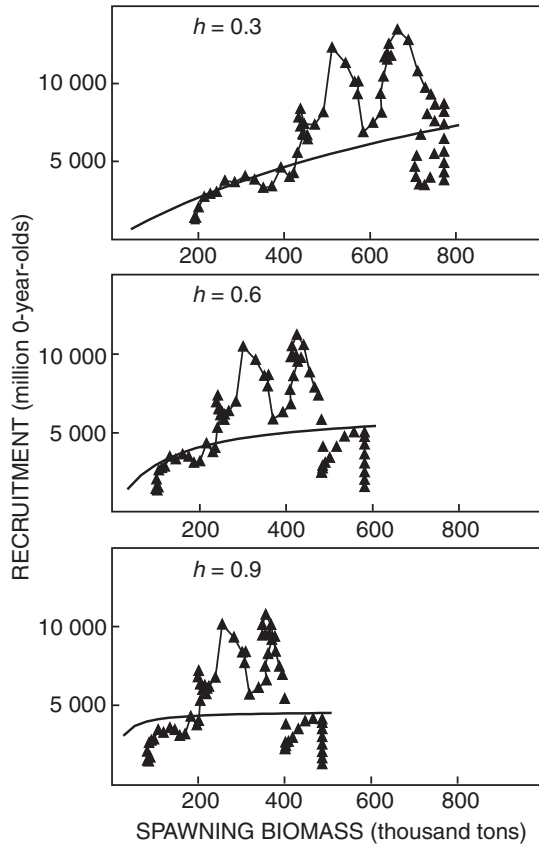 h = 0.3
10 000
5 000
200 400 600 800
h = 0.6
10 000
5 000
200 400 600 800
h = 0.9
10 000
5 000
200 400 600 800
RECRUITMENT (million 0-year-olds)
SPAWNING BIOMASS (thousand tons)